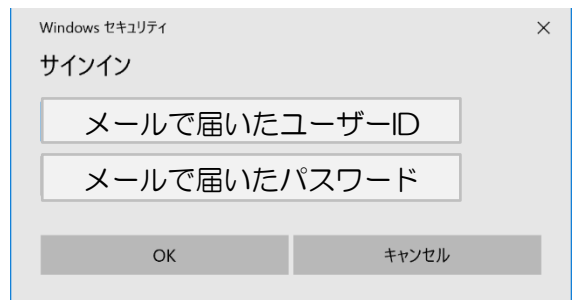 Windows セキュリティ
サインイン
メールで届いたユーザーID
メールで届いたパスワード
OK キャンセル